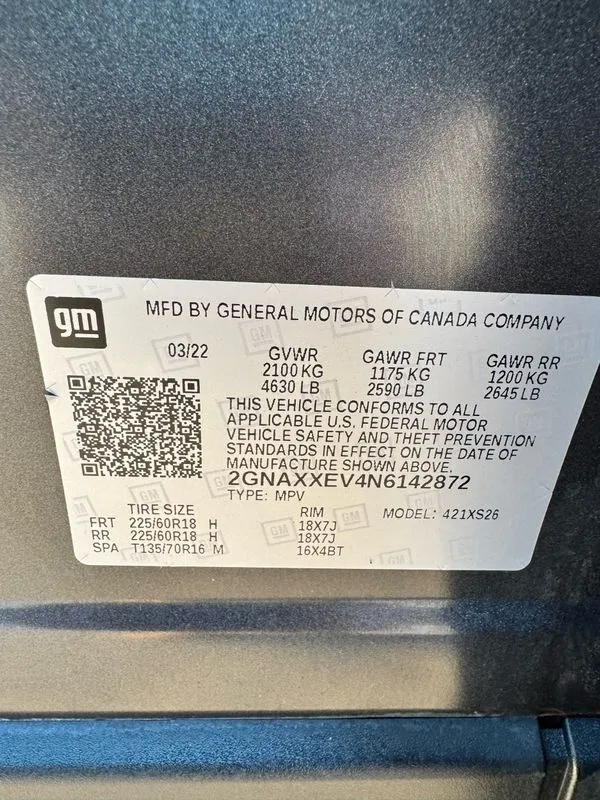 gm
MFD BY GENERAL MOTORS OF CANADA COMPANY
03/22
GVWR GAWR FRT GAWR RR
2100 KG 1175 KG 1200 KG
4630 LB 2590 LB 2645 LB
THIS VEHICLE CONFORMS TO ALL
APPLICABLE U.S. FEDERAL MOTOR
VEHICLE SAFETY AND THEFT PREVENTION
STANDARDS IN EFFECT ON THE DATE OF
MANUFACTURE SHOWN ABOVE.
2GNAXXEV4N6142872
TYPE: MPV
TIRE SIZE RIM MODEL: 421XS26
FRT 225/60R18 H 18X7J
RR 225/60R18 H 18X7J
SPA T135/70R16 M 16X4BT